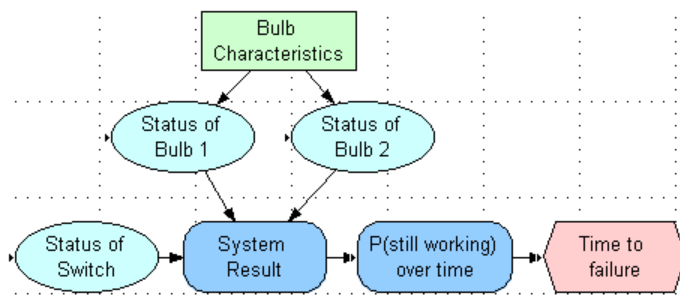 Bulb
Characteristics
Status of
Bulb 1
Status of
Bulb 2
Status of
Switch
System
Result
P(still working)
over time
Time to
failure